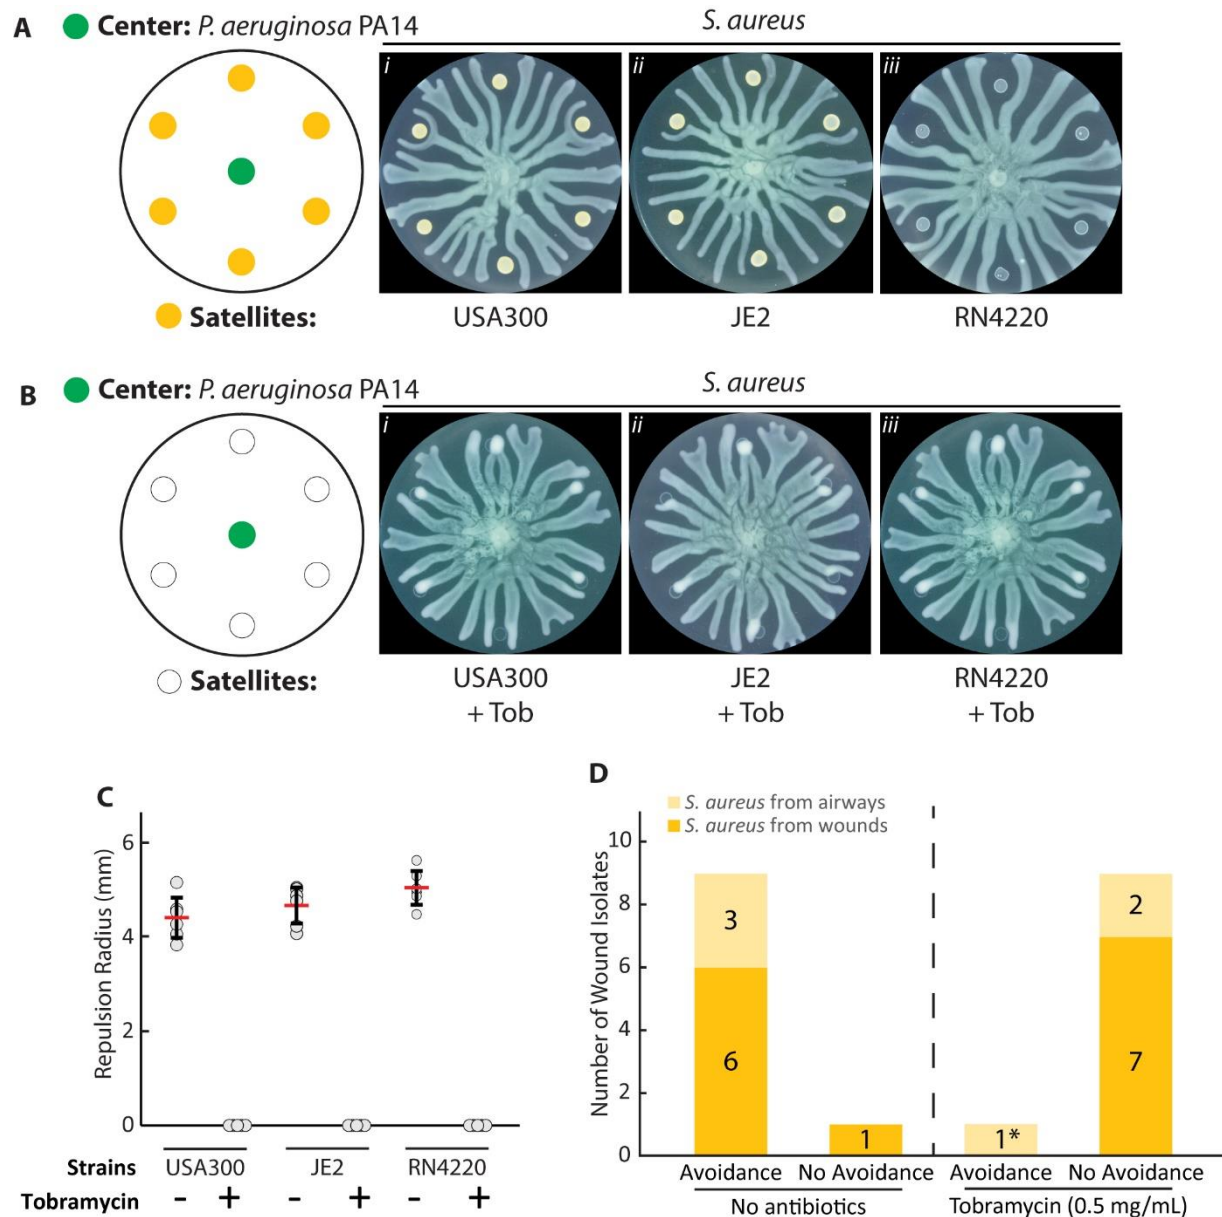 A
Center: P. aeruginosa PA14
S. aureus
i
ii
iii
Satellites:
USA300
JE2
RN4220
B
Center: P. aeruginosa PA14
S. aureus
i
ii
iii
Satellites:
USA300
+ Tob
JE2
+ Tob
RN4220
+ Tob
C
Repulsion Radius (mm)
6
4
2
0
Strains
USA300
JE2
RN4220
Tobramycin
- + - + - +
D
S. aureus from airways
S. aureus from wounds
Number of Wound Isolates
10
8
6
4
2
0
3
6
1
1*
2
7
Avoidance
No Avoidance
Avoidance
No Avoidance
No antibiotics
Tobramycin (0.5 mg/mL)